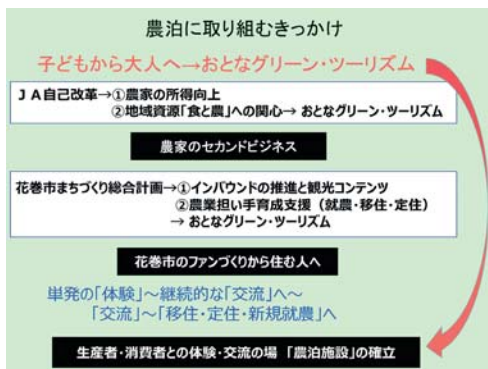 農泊に取り組むきっかけ
子どもから大人へ→おとなグリーン・ツーリズム
JA自己改革→①農家の所得向上
②地域資源「食と農」への関心→ おとなグリーン・ツーリズム
農家のセカンドビジネス
花巻市まちづくり総合計画→①インバウンドの推進と観光コンテンツ
②農業担い手育成支援（就農・移住・定住）
→ おとなグリーン・ツーリズム
花巻市のファンづくりから住む人へ
単発の「体験」～継続的な「交流」へ～
「交流」～「移住・定住・新規就農」へ
生産者・消費者との体験・交流の場 「農泊施設」の確立